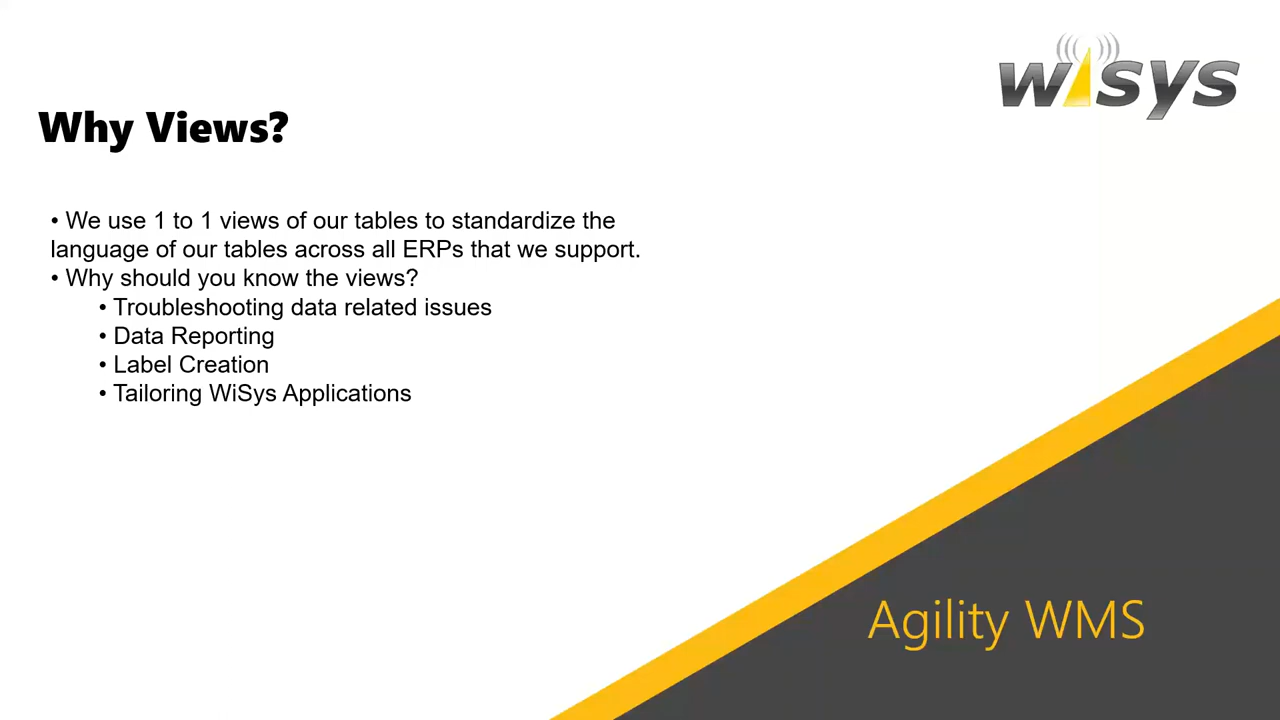 wisys
Why Views?
• We use 1 to 1 views of our tables to standardize the
language of our tables across all ERPs that we support.
• Why should you know the views?
• Troubleshooting data related issues
• Data Reporting
• Label Creation
• Tailoring WiSys Applications
Agility WMS